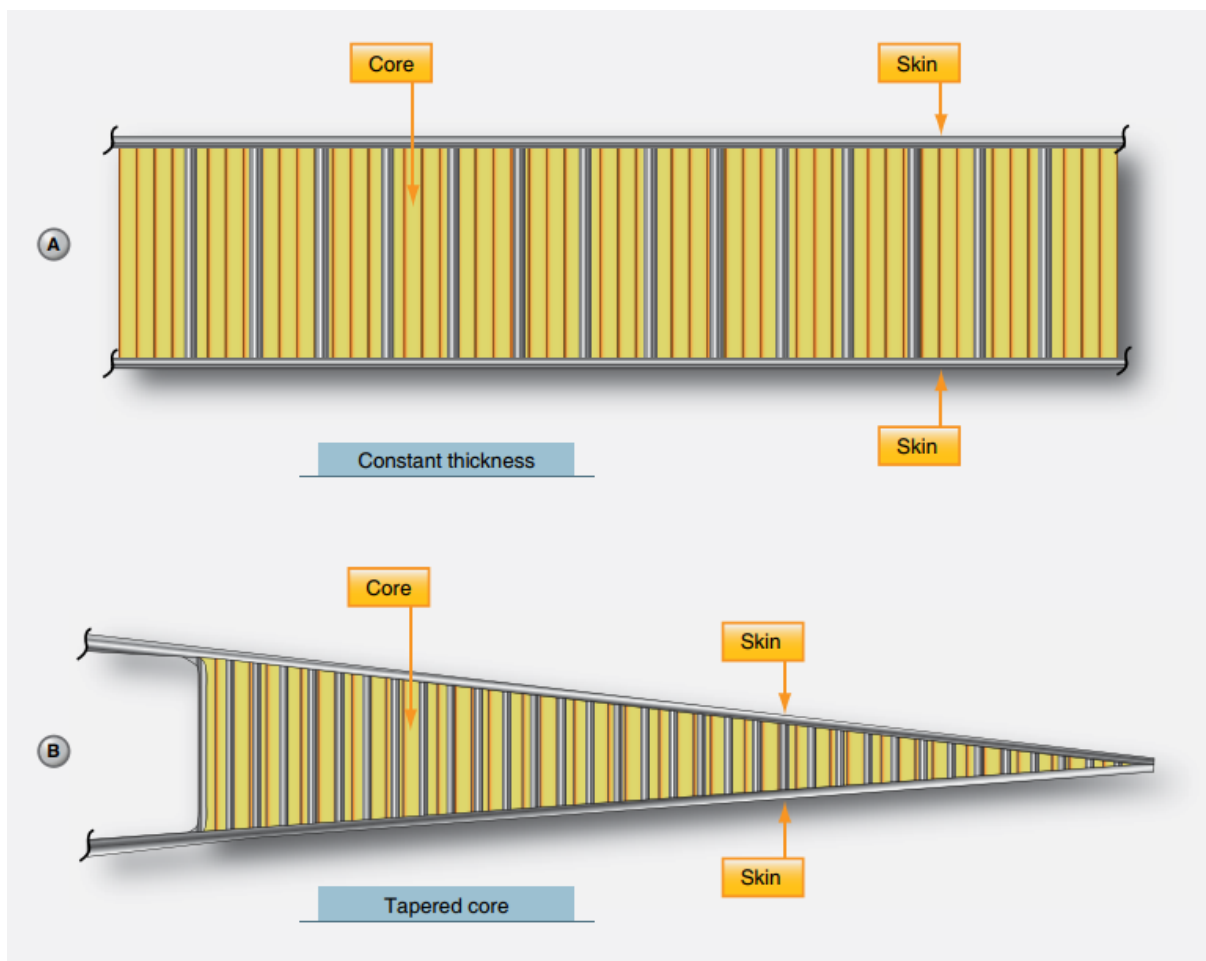 Core
Skin
A
Skin
Constant thickness
Core
Skin
B
Skin
Tapered core